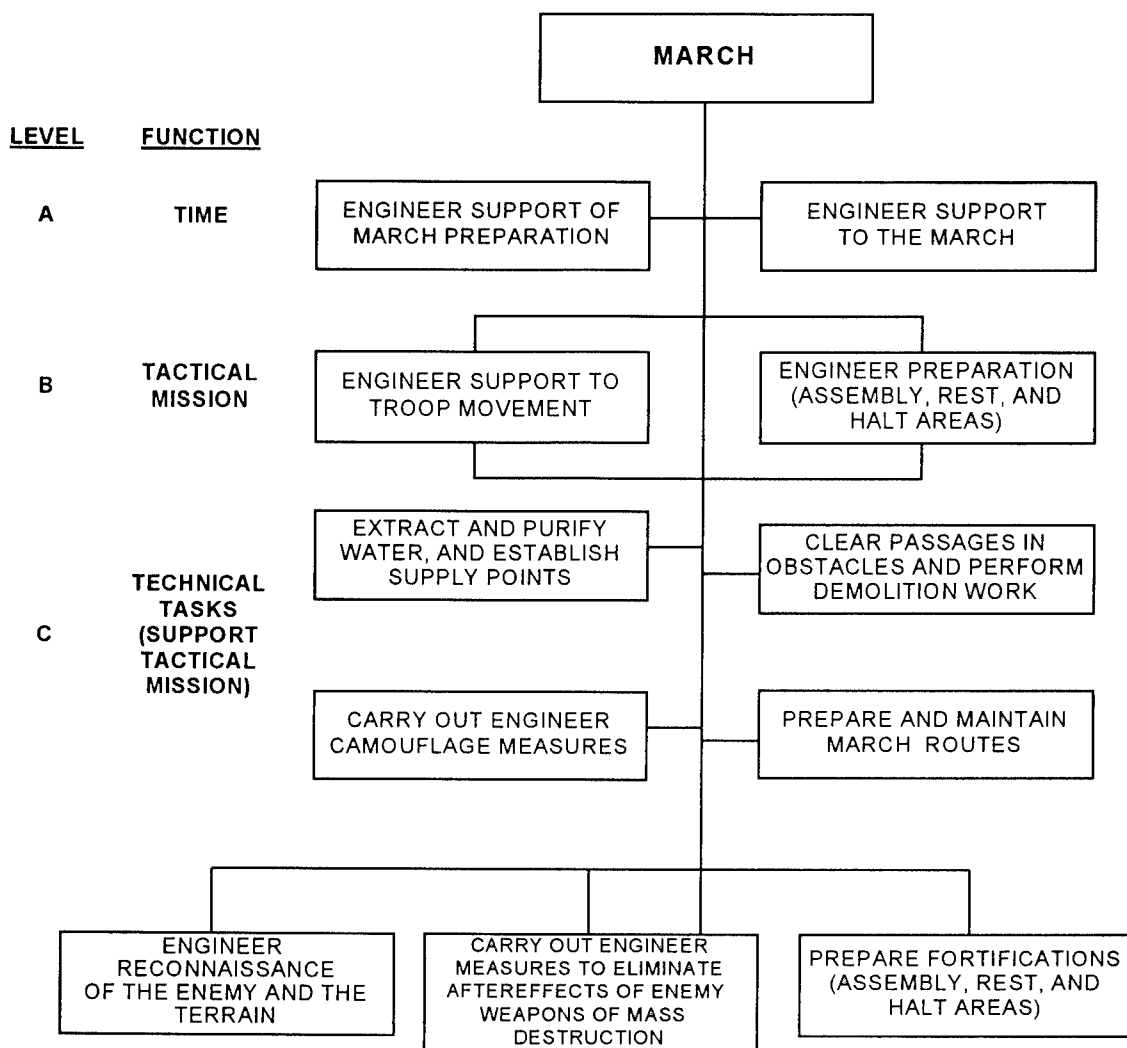 MARCH
LEVEL FUNCTION
A
TIME
ENGINEER SUPPORT OF
MARCH PREPARATION
ENGINEER SUPPORT
TO THE MARCH
B
TACTICAL
MISSION
ENGINEER SUPPORT TO
TROOP MOVEMENT
ENGINEER PREPARATION
(ASSEMBLY, REST, AND
HALT AREAS)
C
TECHNICAL
TASKS
(SUPPORT
TACTICAL
MISSION)
EXTRACT AND PURIFY
WATER, AND ESTABLISH
SUPPLY POINTS
CLEAR PASSAGES IN
OBSTACLES AND PERFORM
DEMOLITION WORK
CARRY OUT ENGINEER
CAMOUFLAGE MEASURES
PREPARE AND MAINTAIN
MARCH ROUTES
ENGINEER
RECONNAISSANCE
OF THE ENEMY AND THE
TERRAIN
CARRY OUT ENGINEER
MEASURES TO ELIMINATE
AFTEREFFECTS OF ENEMY
WEAPONS OF MASS
DESTRUCTION
PREPARE FORTIFICATIONS
(ASSEMBLY, REST, AND
HALT AREAS)